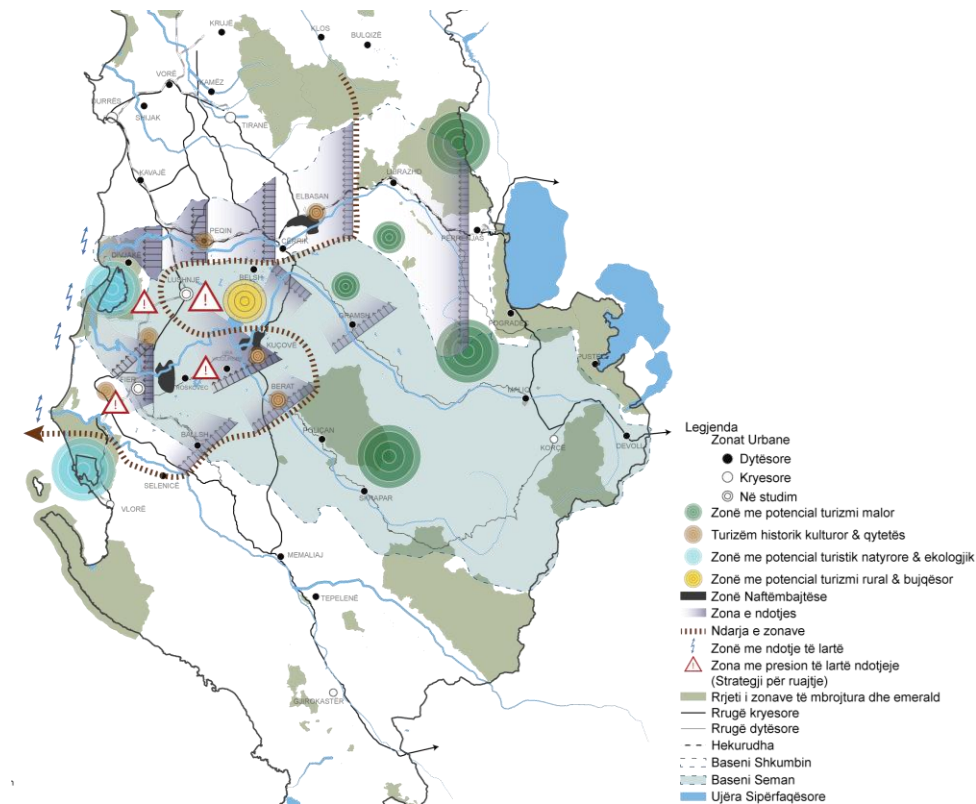 KRUJË
KLOS
BULQIZË
VORË
KAMËZ
DURRËS
SHIJAK
TIRANË
KAVAJË
ELBASAN
PEQIN
CËRRIK
BELSH
LUSHNJE
GRAMSH
POGRADEC
KUÇOVË
PUSTEC
FIER
ROSKOVEC
MALIQ
BERAT
BALLSH
POLIÇAN
KORÇË
DEVOLL
SELENICË
SKRAPAR
VLORË
MEMALIAJ
TEPELENË
GJIROKASTËR
Legjenda
Zonat Urbane
Dytësore
Kryesore
Në studim
Zonë me potencial turizmi malor
Turizëm historik kulturor & qytetës
Zonë me potencial turistik natyrore & ekologjik
Zonë me potencial turizmi rural & bujqësor
Zonë Naftëmbajtëse
Zona e ndotjes
Ndarja e zonave
Zonë me ndotje të lartë
Zona me presion të lartë ndotjeje
(Strategji për ruajtje)
Rrjeti i zonave të mbrojtura dhe emerald
Rrugë kryesore
Rrugë dytësore
Hekurudha
Baseni Shkumbin
Baseni Seman
Ujëra Sipërfaqësore